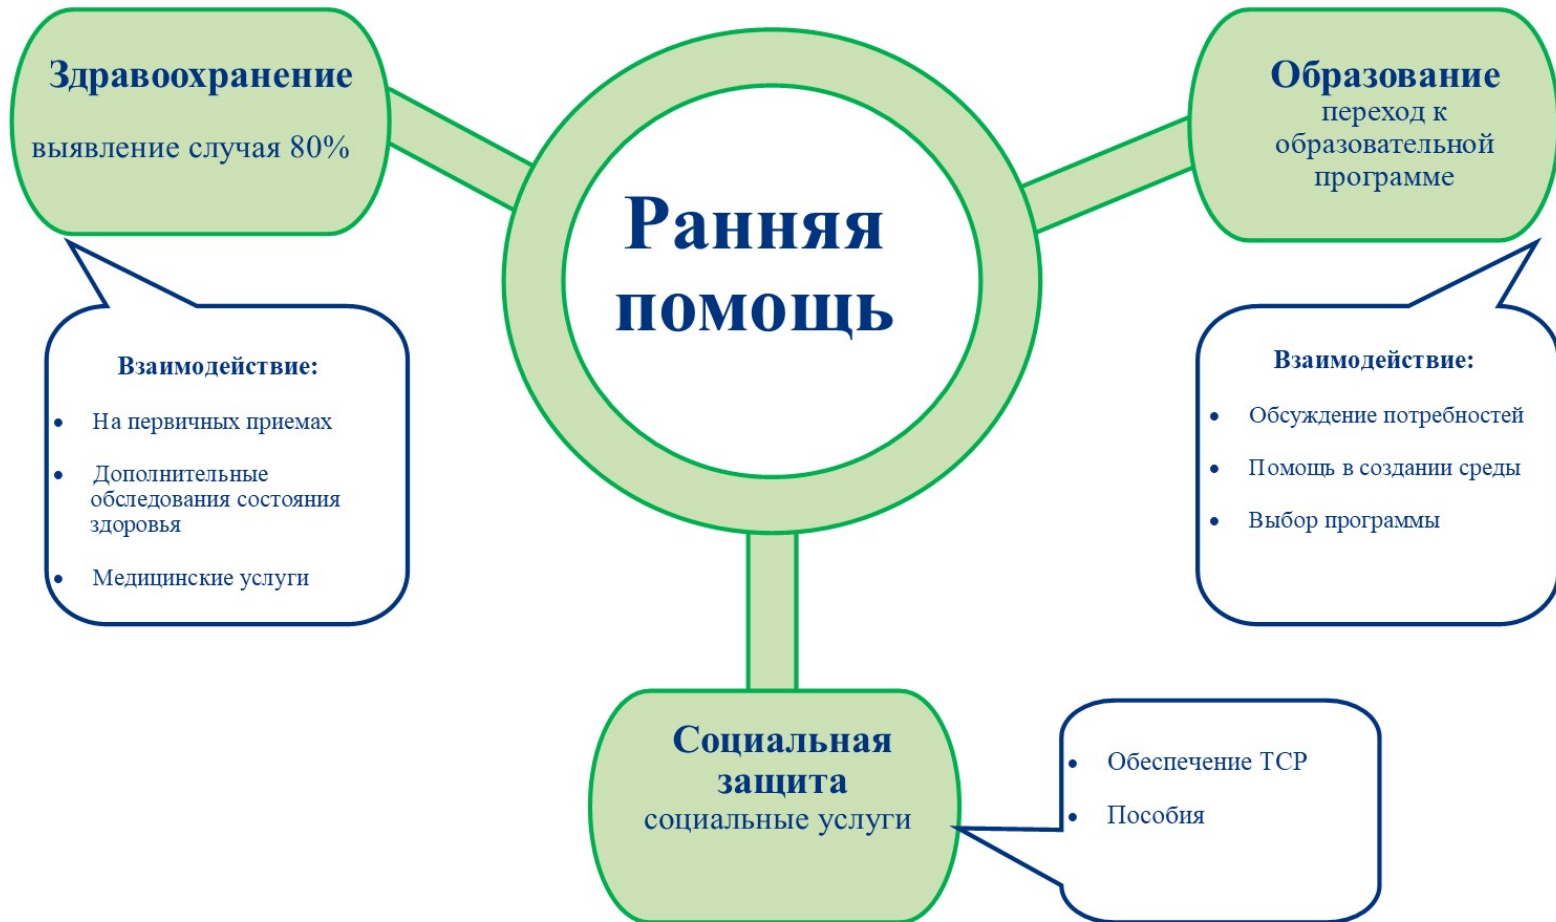 Здравоохранение
выявление случая 80%
Ранняя
помощь
Образование
переход к
образовательной
программе
Взаимодействие:
• На первичных приемах
• Дополнительные
обследования состояния
здоровья
• Медицинские услуги
Взаимодействие:
• Обсуждение потребностей
• Помощь в создании среды
• Выбор программы
Социальная
защита
социальные услуги
• Обеспечение ТСР
• Пособия